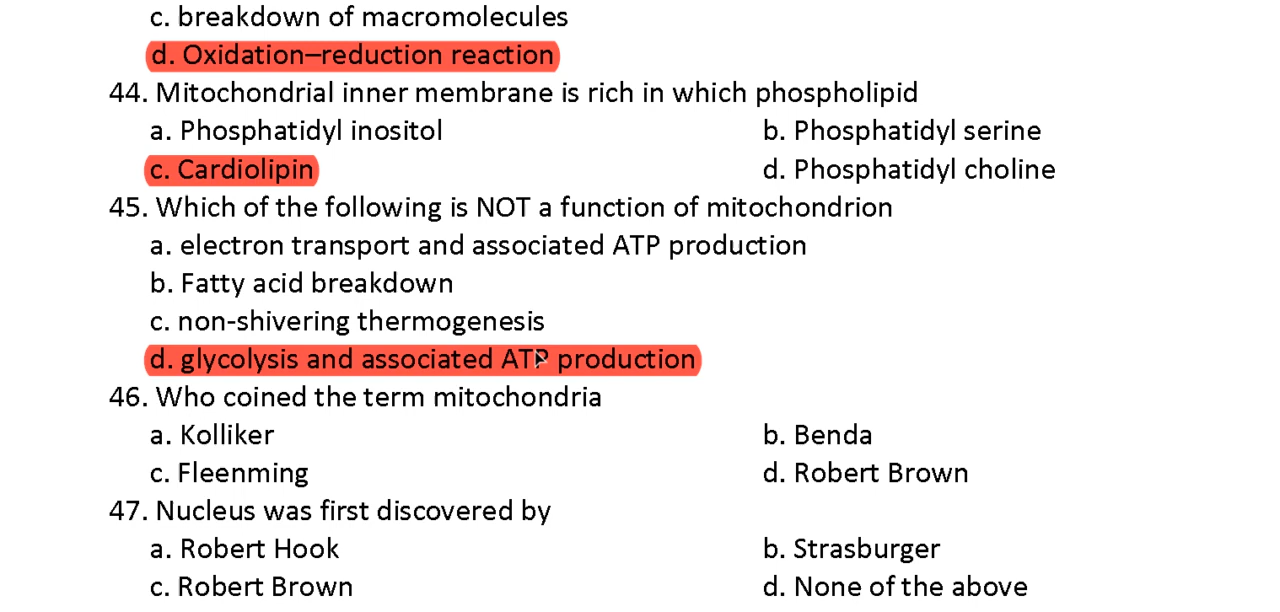 c. breakdown of macromolecules
d. Oxidation–reduction reaction
44. Mitochondrial inner membrane is rich in which phospholipid
a. Phosphatidyl inositol b. Phosphatidyl serine
c. Cardiolipin d. Phosphatidyl choline
45. Which of the following is NOT a function of mitochondrion
a. electron transport and associated ATP production
b. Fatty acid breakdown
c. non-shivering thermogenesis
d. glycolysis and associated ATP production
46. Who coined the term mitochondria
a. Kolliker b. Benda
c. Fleenming d. Robert Brown
47. Nucleus was first discovered by
a. Robert Hook b. Strasburger
c. Robert Brown d. None of the above